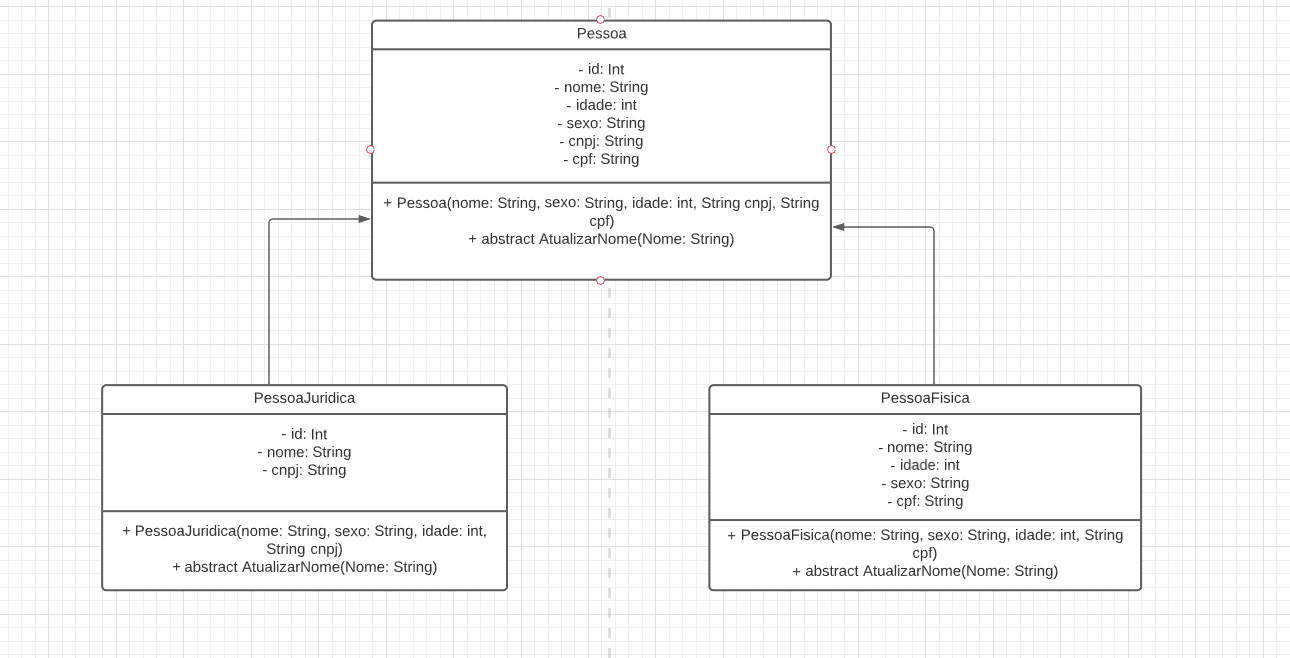 Pessoa
- id: Int
- nome: String
- idade: int
- sexo: String
- cnpj: String
- cpf: String
+ Pessoa(nome: String, sexo: String, idade: int, String cnpj, String
cpf)
+ abstract AtualizarNome(Nome: String)
PessoaJuridica
- id: Int
- nome: String
- cnpj: String
+ PessoaJuridica(nome: String, sexo: String, idade: int,
String cnpj)
+ abstract AtualizarNome(Nome: String)
PessoaFisica
- id: Int
- nome: String
- idade: int
- sexo: String
- cpf: String
+ PessoaFisica(nome: String, sexo: String, idade: int, String
cpf)
+ abstract AtualizarNome(Nome: String)